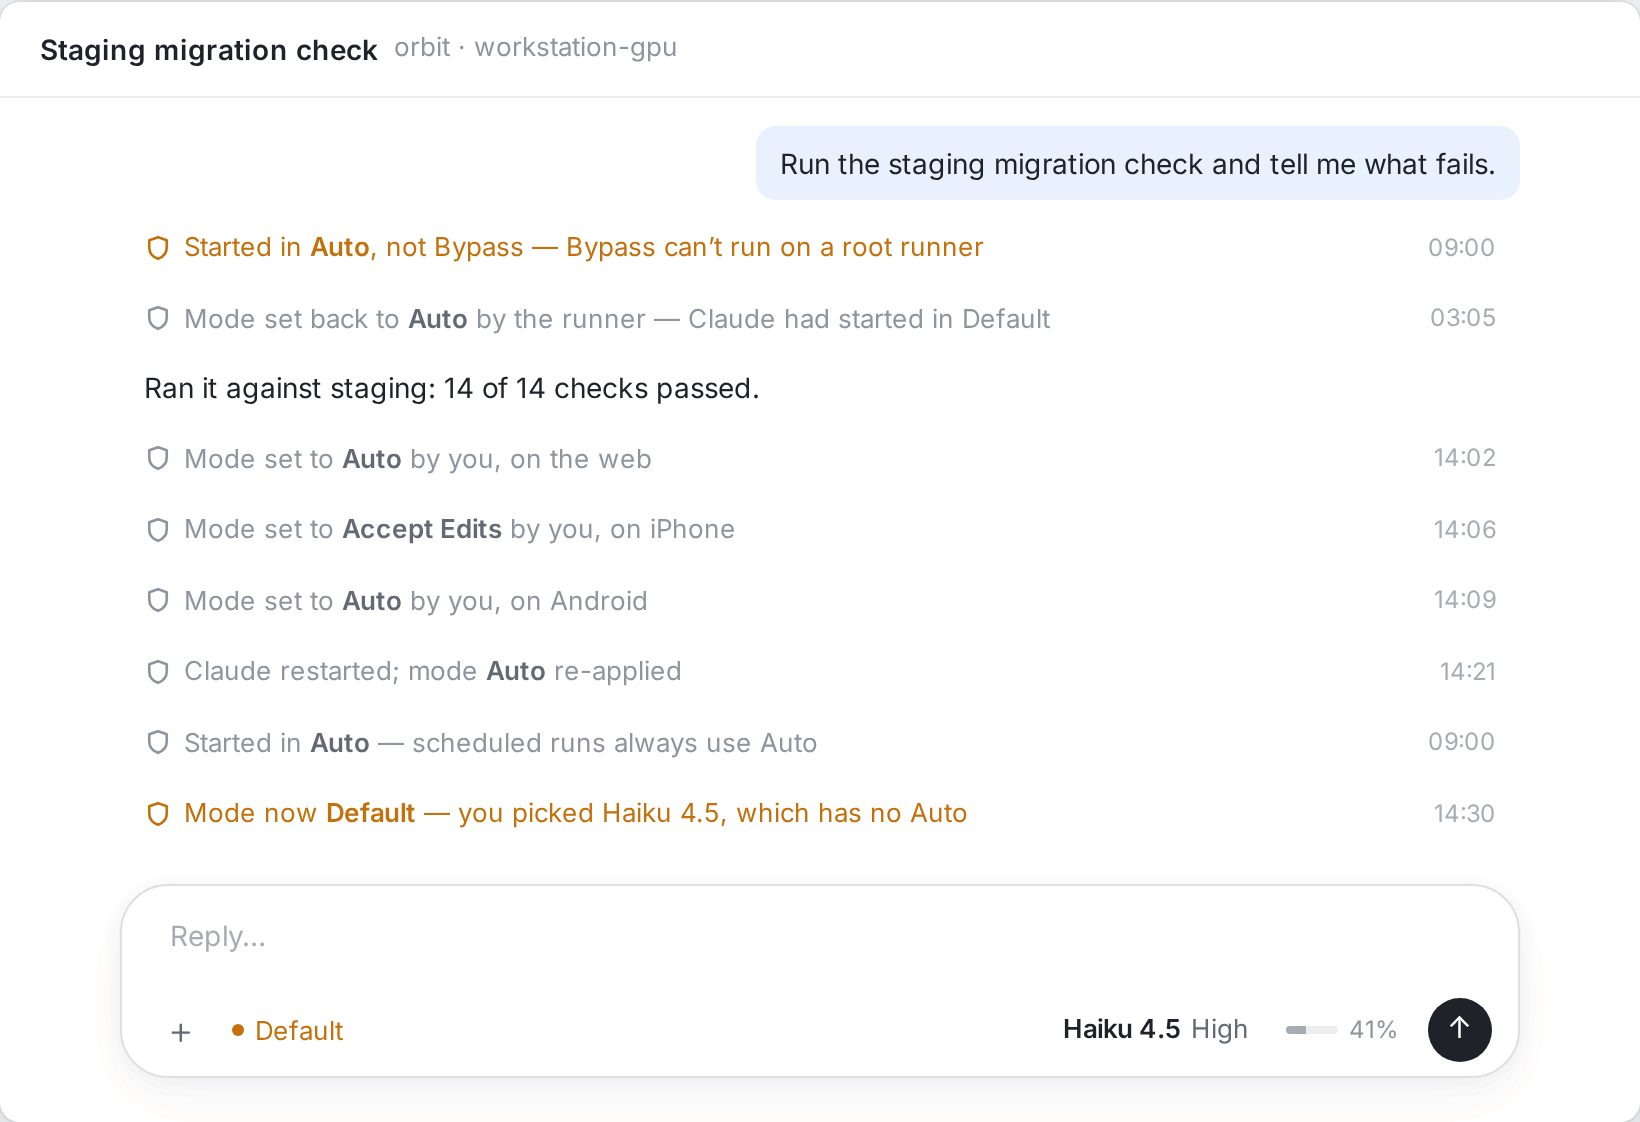 Staging migration check orbit · workstation-gpu
Run the staging migration check and tell me what fails.
Started in Auto, not Bypass — Bypass can’t run on a root runner 09:00
Mode set back to Auto by the runner — Claude had started in Default 03:05
Ran it against staging: 14 of 14 checks passed.
Mode set to Auto by you, on the web 14:02
Mode set to Accept Edits by you, on iPhone 14:06
Mode set to Auto by you, on Android 14:09
Claude restarted; mode Auto re-applied 14:21
Started in Auto — scheduled runs always use Auto 09:00
Mode now Default — you picked Haiku 4.5, which has no Auto 14:30
Reply...
+ Default Haiku 4.5 High 41%